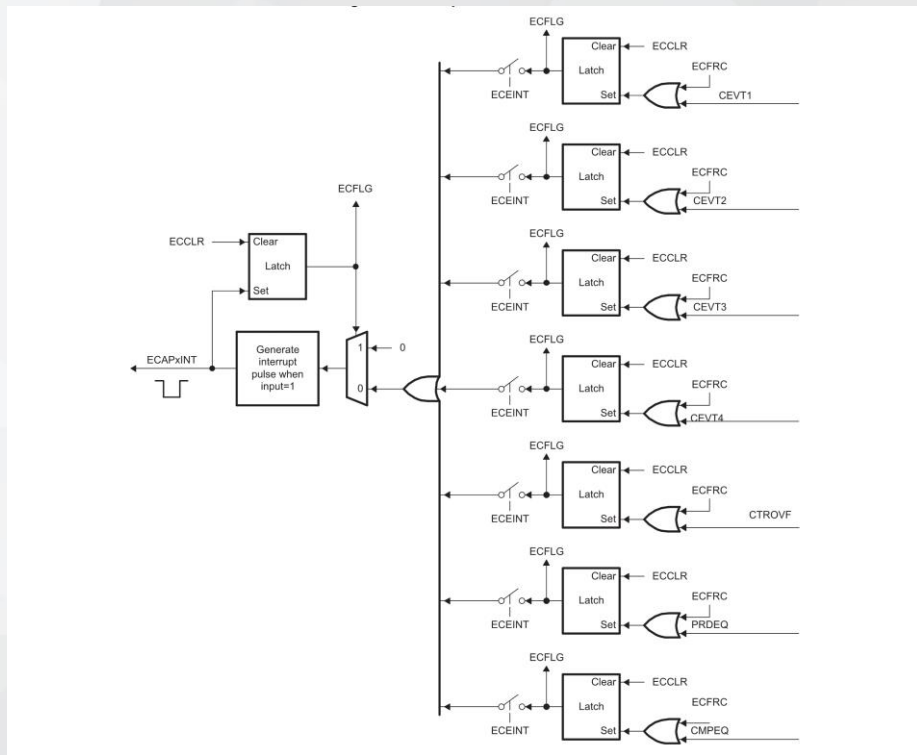 ECFLG
Clear
ECCLR
Latch
ECFRC
ECEINT
Set
CEVT1
ECFLG
Clear
ECCLR
Latch
ECFRC
ECEINT
Set
CEVT2
ECFLG
ECFLG
Clear
ECCLR
ECCLR
Clear
Latch
Latch
ECFRC
ECEINT
Set
Set
CEVT3
ECFLG
Generate
interrupt
pulse when
input=1
1
0
ECAPxINT
0
Clear
ECCLR
Latch
ECFRC
ECEINT
Set
CEVT4
ECFLG
Clear
ECCLR
Latch
ECFRC
ECEINT
Set
CTROVF
ECFLG
Clear
ECCLR
Latch
ECFRC
ECEINT
Set
PRDEQ
ECFLG
Clear
ECCLR
Latch
ECFRC
ECEINT
Set
CMPEQ